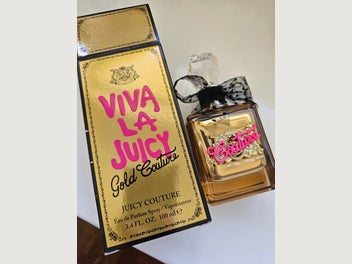 VIVA
LA
JUICY
Gold Couture
JUICY COUTURE
Eau de Parfum Spray / Vaporisateur
3.4 FL. OZ. 100 ml ℮
Couture